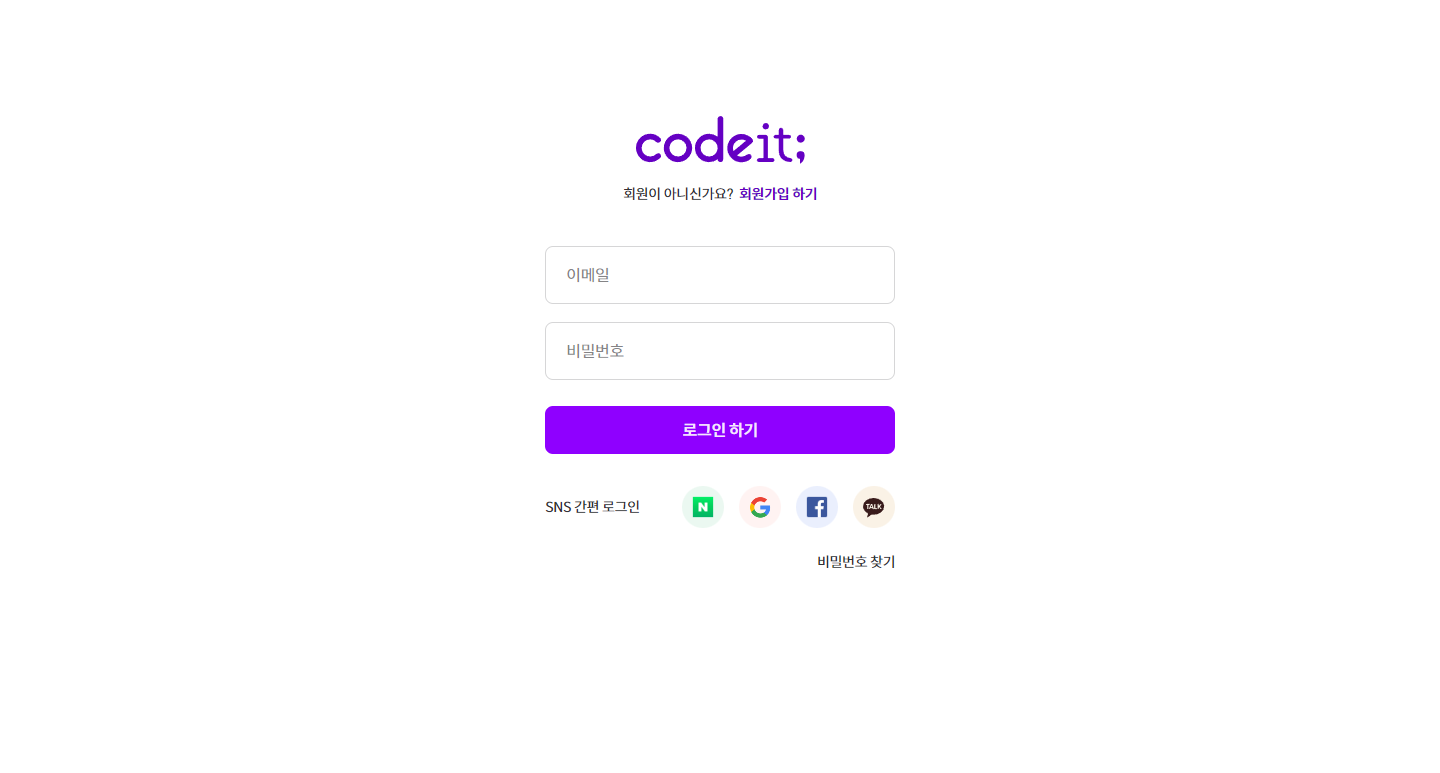 codeit;
회원이 아니신가요? 회원가입 하기
이메일
비밀번호
로그인 하기
SNS 간편 로그인 N G f TALK
비밀번호 찾기